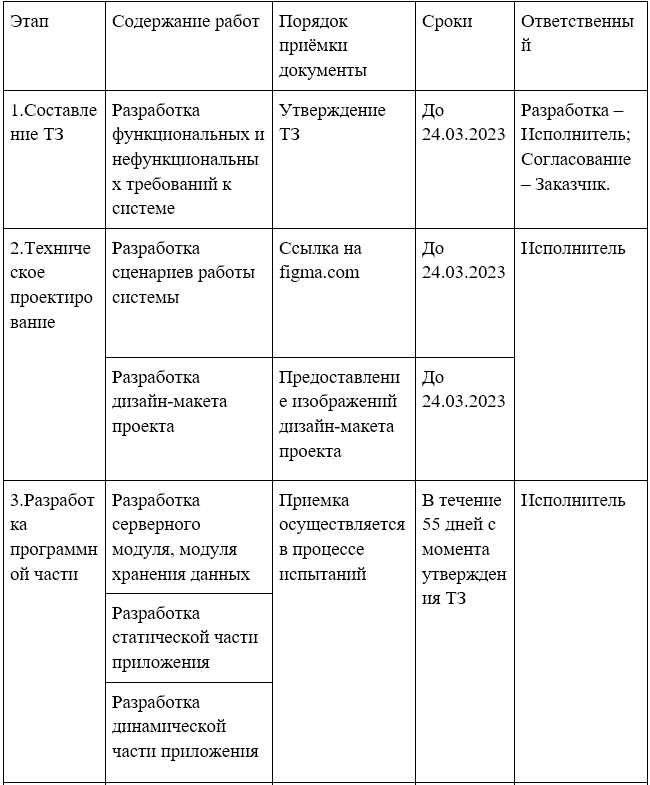 Этап
Содержание работ
Порядок
приёмки
документы
Сроки
Ответственны
й
1.Составле
ние ТЗ
Разработка
функциональных и
нефункциональны
х требований к
системе
Утверждение
ТЗ
До
24.03.2023
Разработка –
Исполнитель;
Согласование
– Заказчик.
2.Техниче
ское
проектиро
вание
Разработка
сценариев работы
системы
Ссылка на
figma.com
До
24.03.2023
Исполнитель
Разработка
дизайн-макета
проекта
Предоставлени
е изображений
дизайн-макета
проекта
До
24.03.2023
3.Разработ
ка
программн
ой части
Разработка
серверного
модуля, модуля
хранения данных
Приемка
осуществляется
в процессе
испытаний
В течение
55 дней с
момента
утвержден
ия ТЗ
Исполнитель
Разработка
статической части
приложения
Разработка
динамической
части приложения